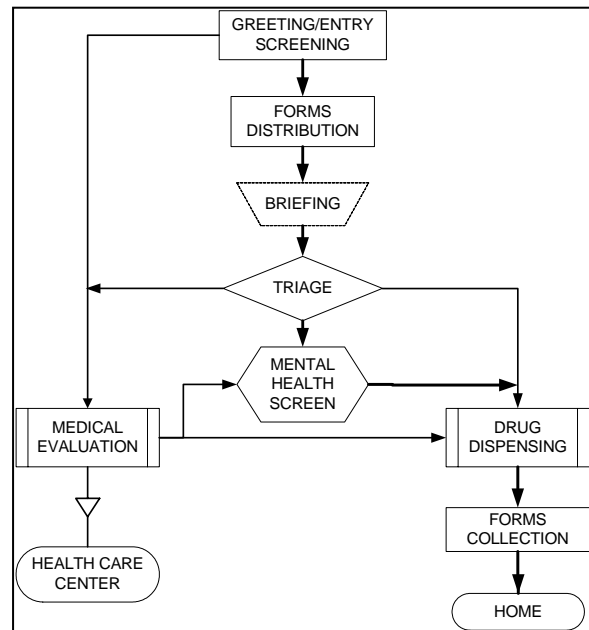 GREETING/ENTRY
SCREENING
FORMS
DISTRIBUTION
BRIEFING
TRIAGE
MENTAL
HEALTH
SCREEN
MEDICAL
EVALUATION
DRUG
DISPENSING
FORMS
COLLECTION
HEALTH CARE
CENTER
HOME